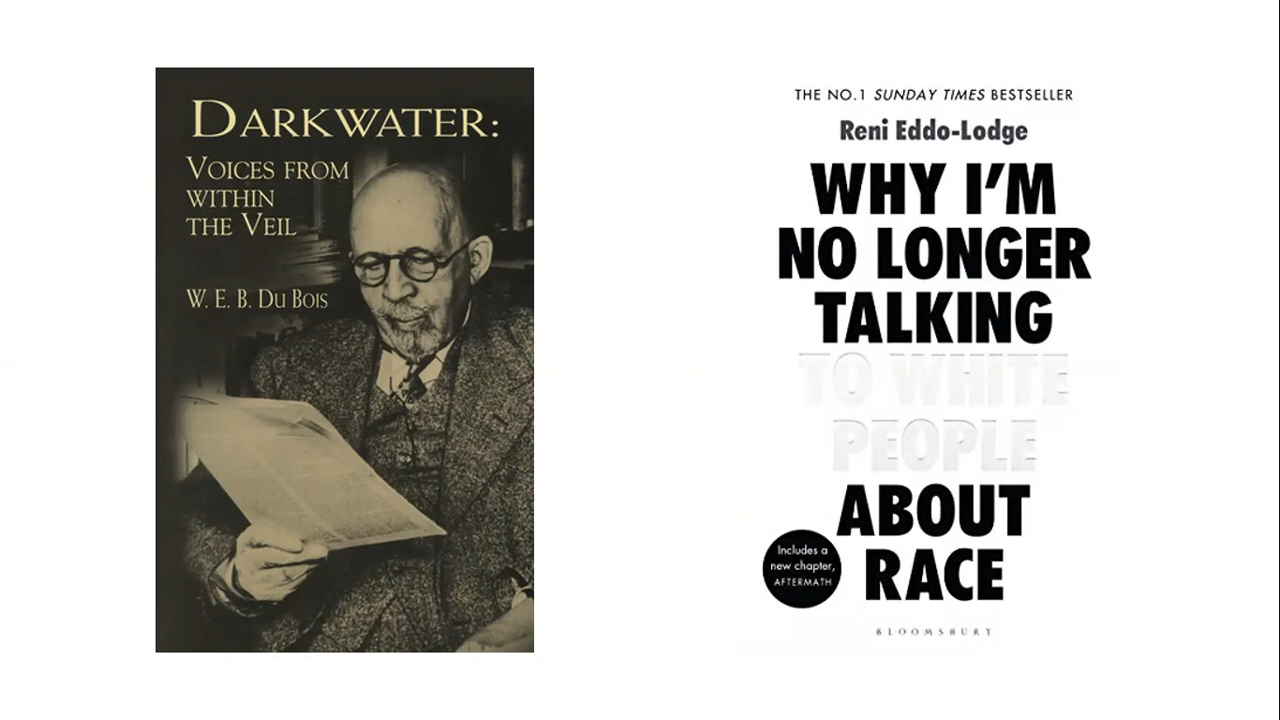 DARKWATER:
VOICES FROM
WITHIN
THE VEIL
W. E. B. DU BOIS
THE NO.1 SUNDAY TIMES BESTSELLER
Reni Eddo-Lodge
WHY I'M
NO LONGER
TALKING
TO WHITE
PEOPLE
ABOUT
RACE
Includes a
new chapter,
AFTERMATH
BLOOMSBURY